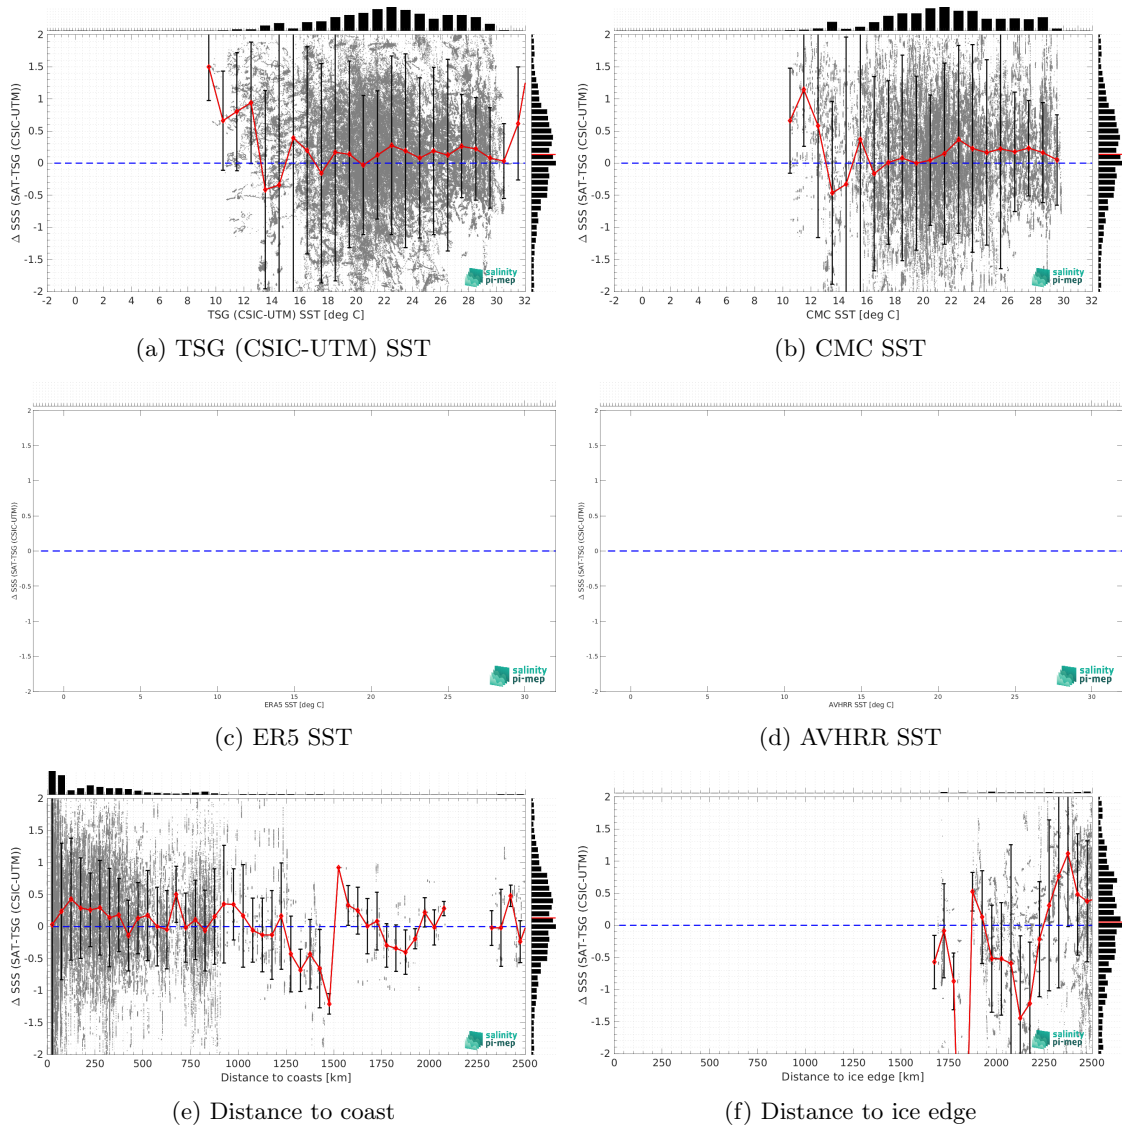 2
1.5
1
0.5
0
-0.5
-1
-1.5
-2
Δ SSS (SAT-TSG (CSIC-UTM))
-2 0 2 4 6 8 10 12 14 16 18 20 22 24 26 28 30 32
TSG (CSIC-UTM) SST [deg C]
salinity
pi-mep
(a) TSG (CSIC-UTM) SST
2
1.5
1
0.5
0
-0.5
-1
-1.5
-2
Δ SSS (SAT-TSG (CSIC-UTM))
-2 0 2 4 6 8 10 12 14 16 18 20 22 24 26 28 30 32
CMC SST [deg C]
salinity
pi-mep
(b) CMC SST
2
1.5
1
0.5
0
-0.5
-1
-1.5
-2
Δ SSS (SAT-TSG (CSIC-UTM))
0 5 10 15 20 25 30
ERA5 SST [deg C]
salinity
pi-mep
(c) ER5 SST
2
1.5
1
0.5
0
-0.5
-1
-1.5
-2
Δ SSS (SAT-TSG (CSIC-UTM))
0 5 10 15 20 25 30
AVHRR SST [deg C]
salinity
pi-mep
(d) AVHRR SST
2
1.5
1
0.5
0
-0.5
-1
-1.5
-2
Δ SSS (SAT-TSG (CSIC-UTM))
0 250 500 750 1000 1250 1500 1750 2000 2250 2500
Distance to coasts [km]
salinity
pi-mep
(e) Distance to coast
2
1.5
1
0.5
0
-0.5
-1
-1.5
-2
Δ SSS (SAT-TSG (CSIC-UTM))
0 250 500 750 1000 1250 1500 1750 2000 2250 2500
Distance to ice edge [km]
salinity
pi-mep
(f) Distance to ice edge